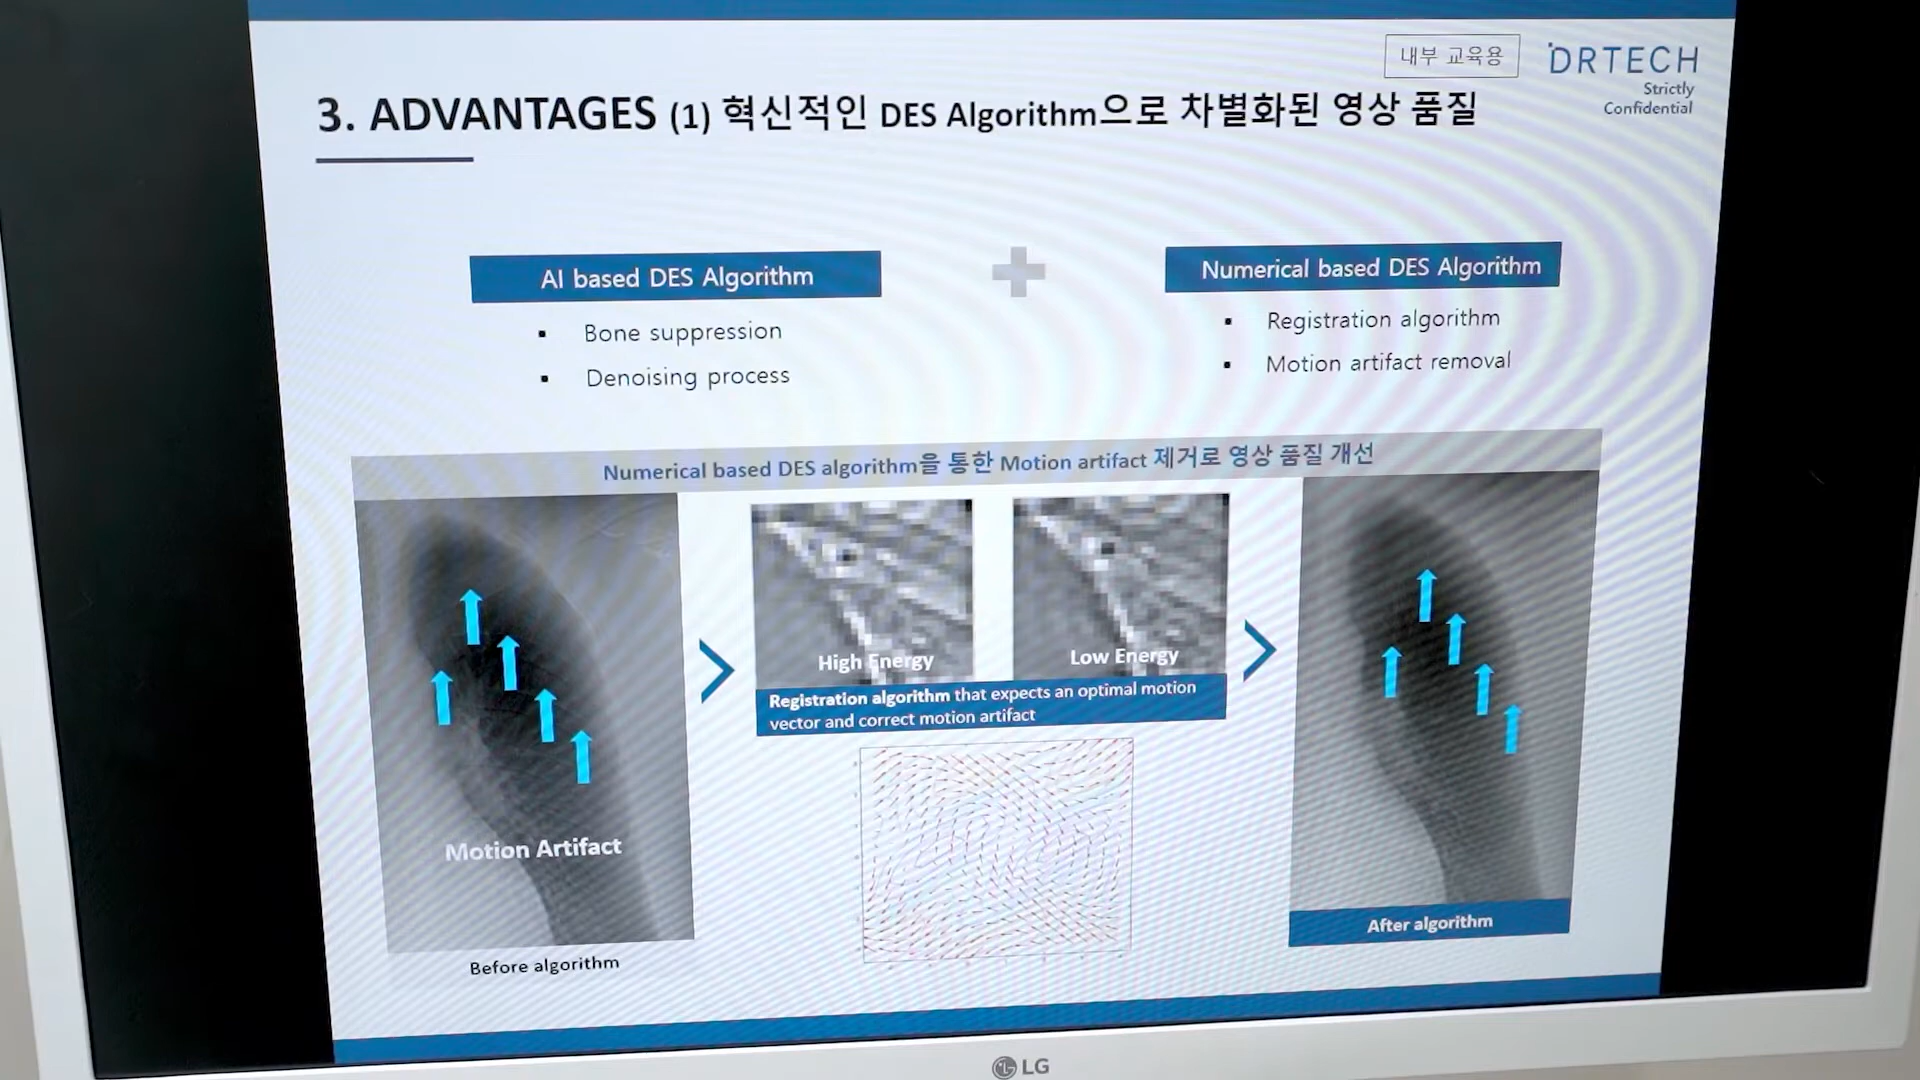 내부 교육용
DRTECH
Strictly
Confidential
3. ADVANTAGES (1) 혁신적인 DES Algorithm으로 차별화된 영상 품질
AI based DES Algorithm
Bone suppression
Denoising process
Numerical based DES Algorithm
Registration algorithm
Motion artifact removal
Numerical based DES algorithm을 통한 Motion artifact 제거로 영상 품질 개선
Motion Artifact
Before algorithm
High Energy
Low Energy
Registration algorithm that expects an optimal motion
vector and correct motion artifact
After algorithm
LG